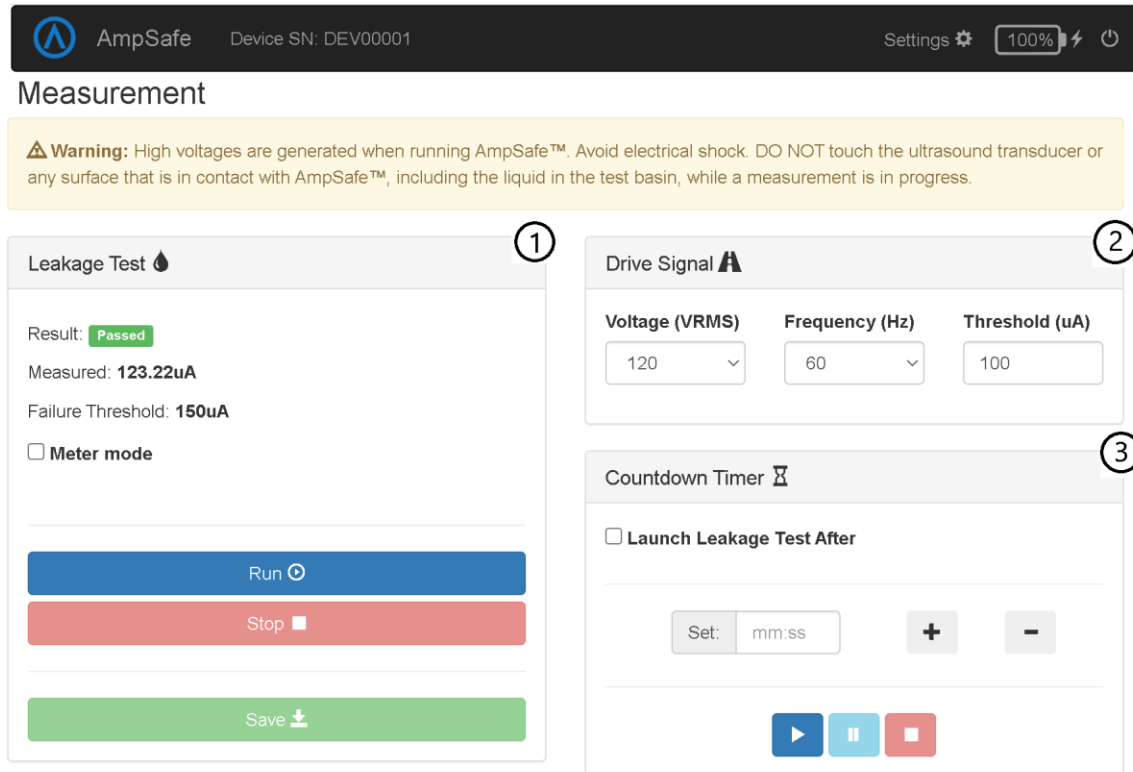 AmpSafe Device SN: DEV00001 Settings 100%
Measurement
Warning: High voltages are generated when running AmpSafe™. Avoid electrical shock. DO NOT touch the ultrasound transducer or
any surface that is in contact with AmpSafe™, including the liquid in the test basin, while a measurement is in progress.
1
Leakage Test
Result: Passed
Measured: 123.22uA
Failure Threshold: 150uA
Meter mode
Run
Stop
Save
2
Drive Signal
Voltage (VRMS) Frequency (Hz) Threshold (uA)
120 60 100
3
Countdown Timer
Launch Leakage Test After
Set: mm:ss + -